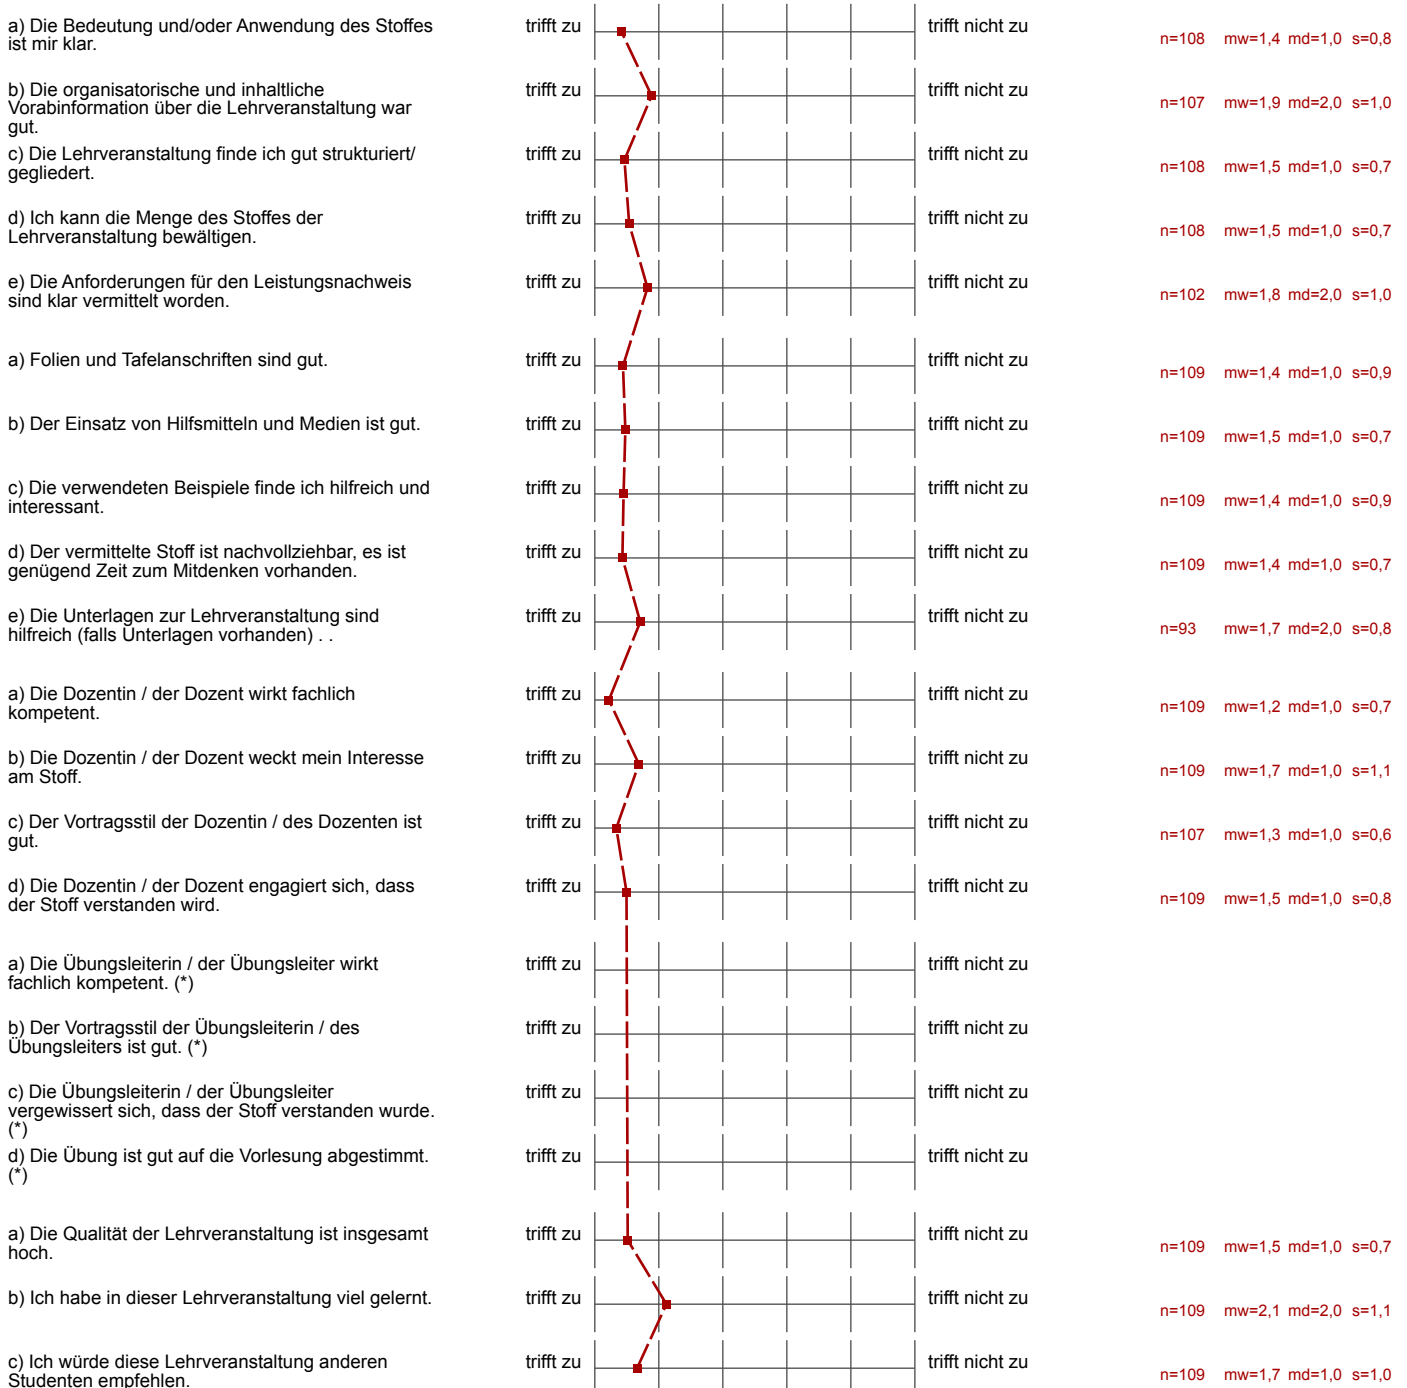 a) Die Bedeutung und/oder Anwendung des Stoffes trifft zu trifft nicht zu
ist mir klar. n=108 mw=1,4 md=1,0 s=0,8
b) Die organisatorische und inhaltliche trifft zu trifft nicht zu
Vorabinformation über die Lehrveranstaltung war n=107 mw=1,9 md=2,0 s=1,0
gut.
c) Die Lehrveranstaltung finde ich gut strukturiert/ trifft zu trifft nicht zu
gegliedert. n=108 mw=1,5 md=1,0 s=0,7
d) Ich kann die Menge des Stoffes der trifft zu trifft nicht zu
Lehrveranstaltung bewältigen. n=108 mw=1,5 md=1,0 s=0,7
e) Die Anforderungen für den Leistungsnachweis trifft zu trifft nicht zu
sind klar vermittelt worden. n=102 mw=1,8 md=2,0 s=1,0
a) Folien und Tafelanschriften sind gut. trifft zu trifft nicht zu
n=109 mw=1,4 md=1,0 s=0,9
b) Der Einsatz von Hilfsmitteln und Medien ist gut. trifft zu trifft nicht zu
n=109 mw=1,5 md=1,0 s=0,7
c) Die verwendeten Beispiele finde ich hilfreich und trifft zu trifft nicht zu
interessant. n=109 mw=1,4 md=1,0 s=0,9
d) Der vermittelte Stoff ist nachvollziehbar, es ist trifft zu trifft nicht zu
genügend Zeit zum Mitdenken vorhanden. n=109 mw=1,4 md=1,0 s=0,7
e) Die Unterlagen zur Lehrveranstaltung sind trifft zu trifft nicht zu
hilfreich (falls Unterlagen vorhanden) . . n=93 mw=1,7 md=2,0 s=0,8
a) Die Dozentin / der Dozent wirkt fachlich trifft zu trifft nicht zu
kompetent. n=109 mw=1,2 md=1,0 s=0,7
b) Die Dozentin / der Dozent weckt mein Interesse trifft zu trifft nicht zu
am Stoff. n=109 mw=1,7 md=1,0 s=1,1
c) Der Vortragsstil der Dozentin / des Dozenten ist trifft zu trifft nicht zu
gut. n=107 mw=1,3 md=1,0 s=0,6
d) Die Dozentin / der Dozent engagiert sich, dass trifft zu trifft nicht zu
der Stoff verstanden wird. n=109 mw=1,5 md=1,0 s=0,8
a) Die Übungsleiterin / der Übungsleiter wirkt trifft zu trifft nicht zu
fachlich kompetent. (*)
b) Der Vortragsstil der Übungsleiterin / des trifft zu trifft nicht zu
Übungsleiters ist gut. (*)
c) Die Übungsleiterin / der Übungsleiter trifft zu trifft nicht zu
vergewissert sich, dass der Stoff verstanden wurde.
(*)
d) Die Übung ist gut auf die Vorlesung abgestimmt. trifft zu trifft nicht zu
(*)
a) Die Qualität der Lehrveranstaltung ist insgesamt trifft zu trifft nicht zu
hoch. n=109 mw=1,5 md=1,0 s=0,7
b) Ich habe in dieser Lehrveranstaltung viel gelernt. trifft zu trifft nicht zu
n=109 mw=2,1 md=2,0 s=1,1
c) Ich würde diese Lehrveranstaltung anderen trifft zu trifft nicht zu
Studenten empfehlen. n=109 mw=1,7 md=1,0 s=1,0